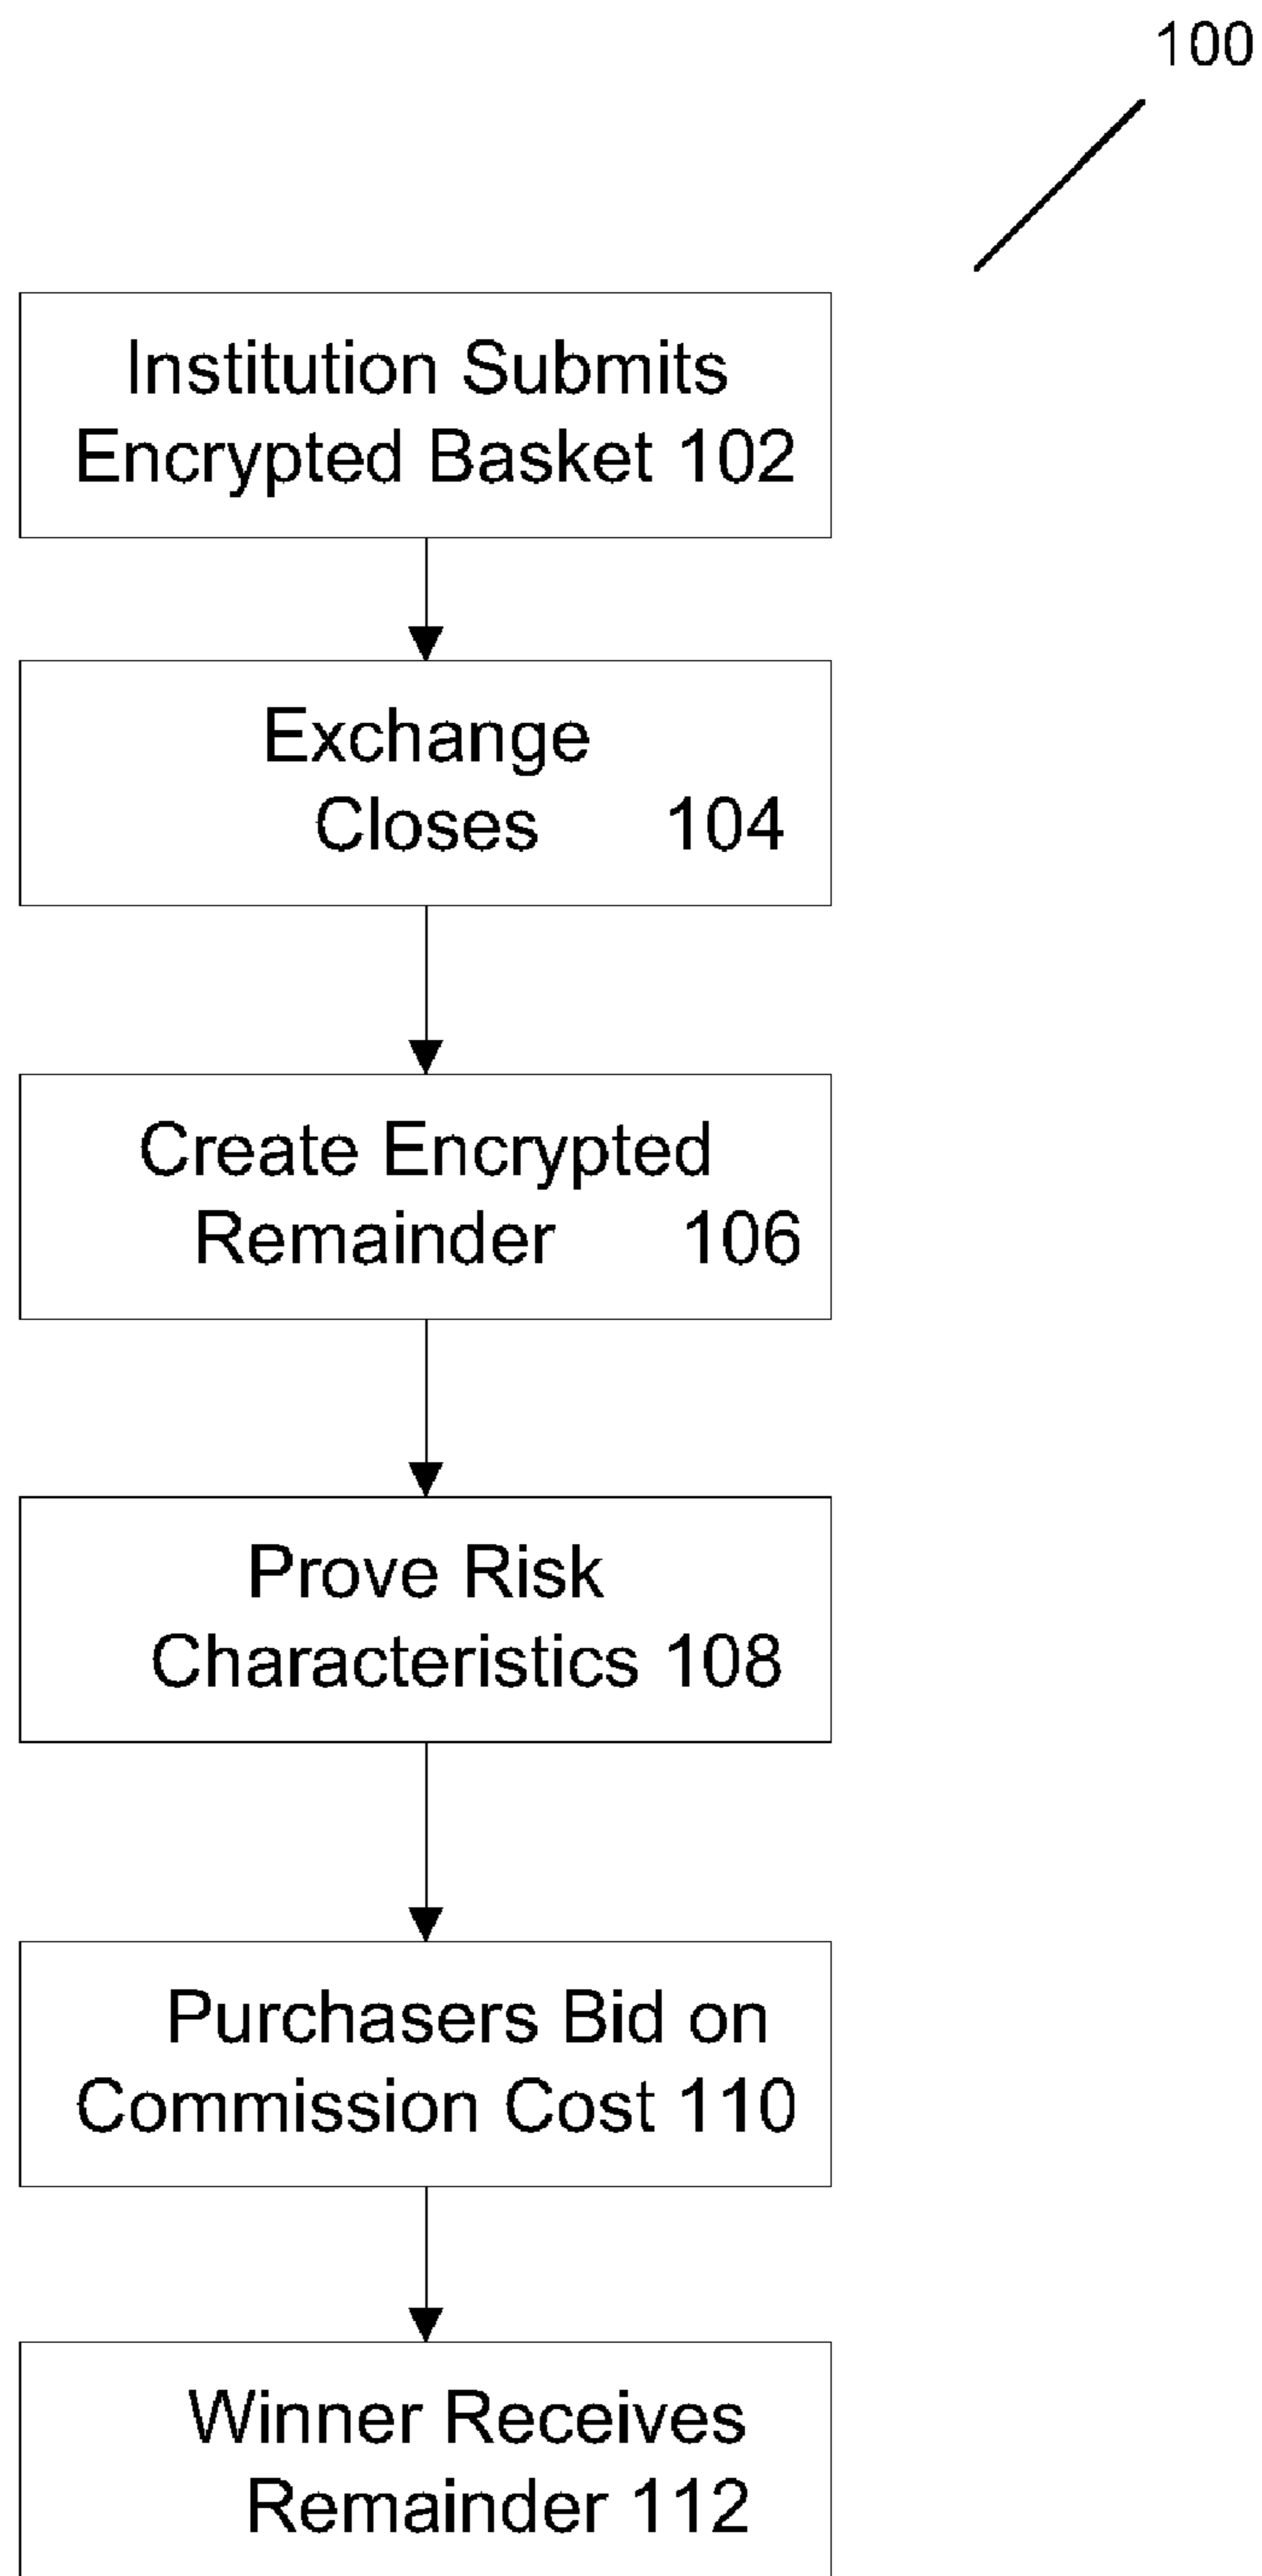 100
Institution Submits
Encrypted Basket 102
Exchange
Closes 104
Create Encrypted
Remainder 106
Prove Risk
Characteristics 108
Purchasers Bid on
Commission Cost 110
Winner Receives
Remainder 112